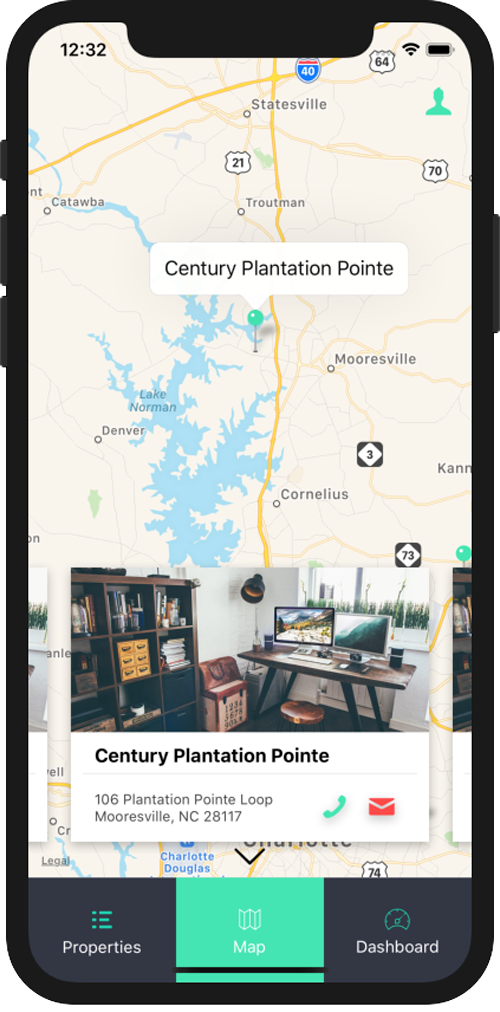 12:32
64
40
Statesville
21
70
Catawba
Troutman
Century Plantation Pointe
Mooresville
Lake
Norman
Denver
3
Cornelius
73
Century Plantation Pointe
106 Plantation Pointe Loop
Mooresville, NC 28117
Charlotte
Legal
Charlotte
Douglas
74
Properties
Map
Dashboard